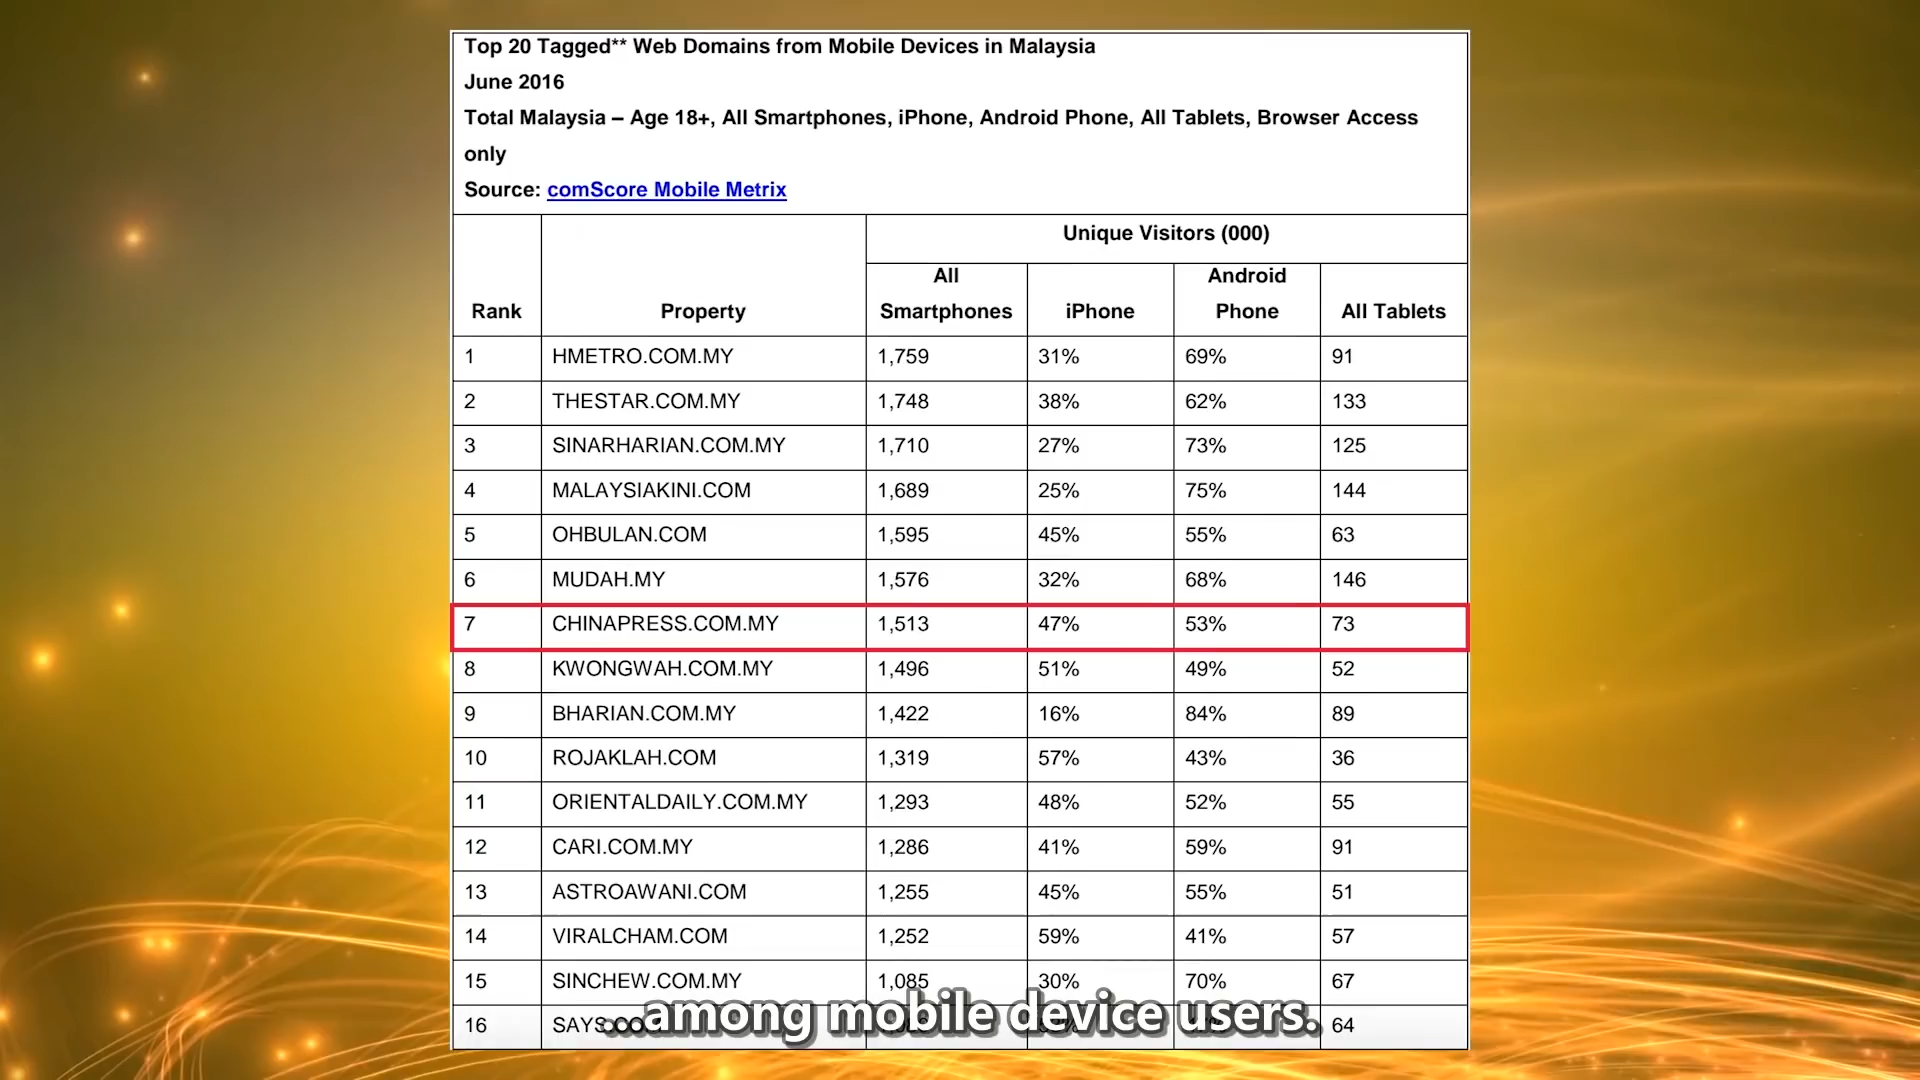 Top 20 Tagged** Web Domains from Mobile Devices in Malaysia
June 2016
Total Malaysia – Age 18+, All Smartphones, iPhone, Android Phone, All Tablets, Browser Access
only
Source: comScore Mobile Metrix
Unique Visitors (000)
Rank Property All Smartphones iPhone Android Phone All Tablets
1 HMETRO.COM.MY 1,759 31% 69% 91
2 THESTAR.COM.MY 1,748 38% 62% 133
3 SINARHARIAN.COM.MY 1,710 27% 73% 125
4 MALAYSIAKINI.COM 1,689 25% 75% 144
5 OHBULAN.COM 1,595 45% 55% 63
6 MUDAH.MY 1,576 32% 68% 146
7 CHINAPRESS.COM.MY 1,513 47% 53% 73
8 KWONGWAH.COM.MY 1,496 51% 49% 52
9 BHARIAN.COM.MY 1,422 16% 84% 89
10 ROJAKLAH.COM 1,319 57% 43% 36
11 ORIENTALDAILY.COM.MY 1,293 48% 52% 55
12 CARI.COM.MY 1,286 41% 59% 91
13 ASTROAWANI.COM 1,255 45% 55% 51
14 VIRALCHAM.COM 1,252 59% 41% 57
15 SINCHEW.COM.MY 1,085 30% 70% 67
16 64
...among mobile device users.